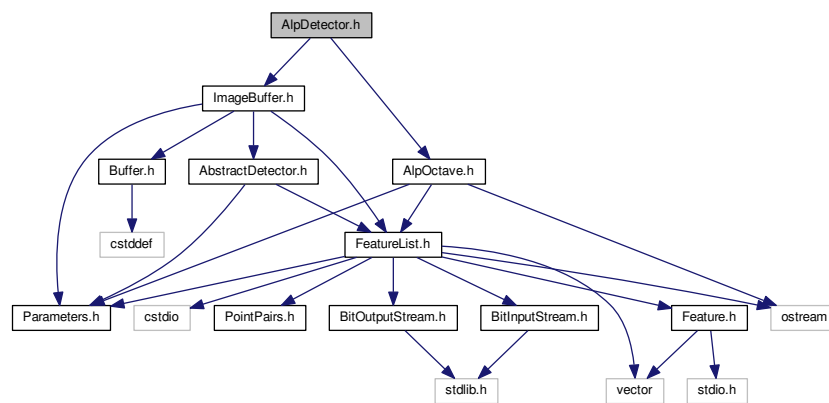 AlpDetector.h
ImageBuffer.h
Buffer.h
AbstractDetector.h
AlpOctave.h
cstddef
FeatureList.h
Parameters.h
cstdio
PointPairs.h
BitOutputStream.h
BitInputStream.h
Feature.h
ostream
stdlib.h
vector
stdio.h